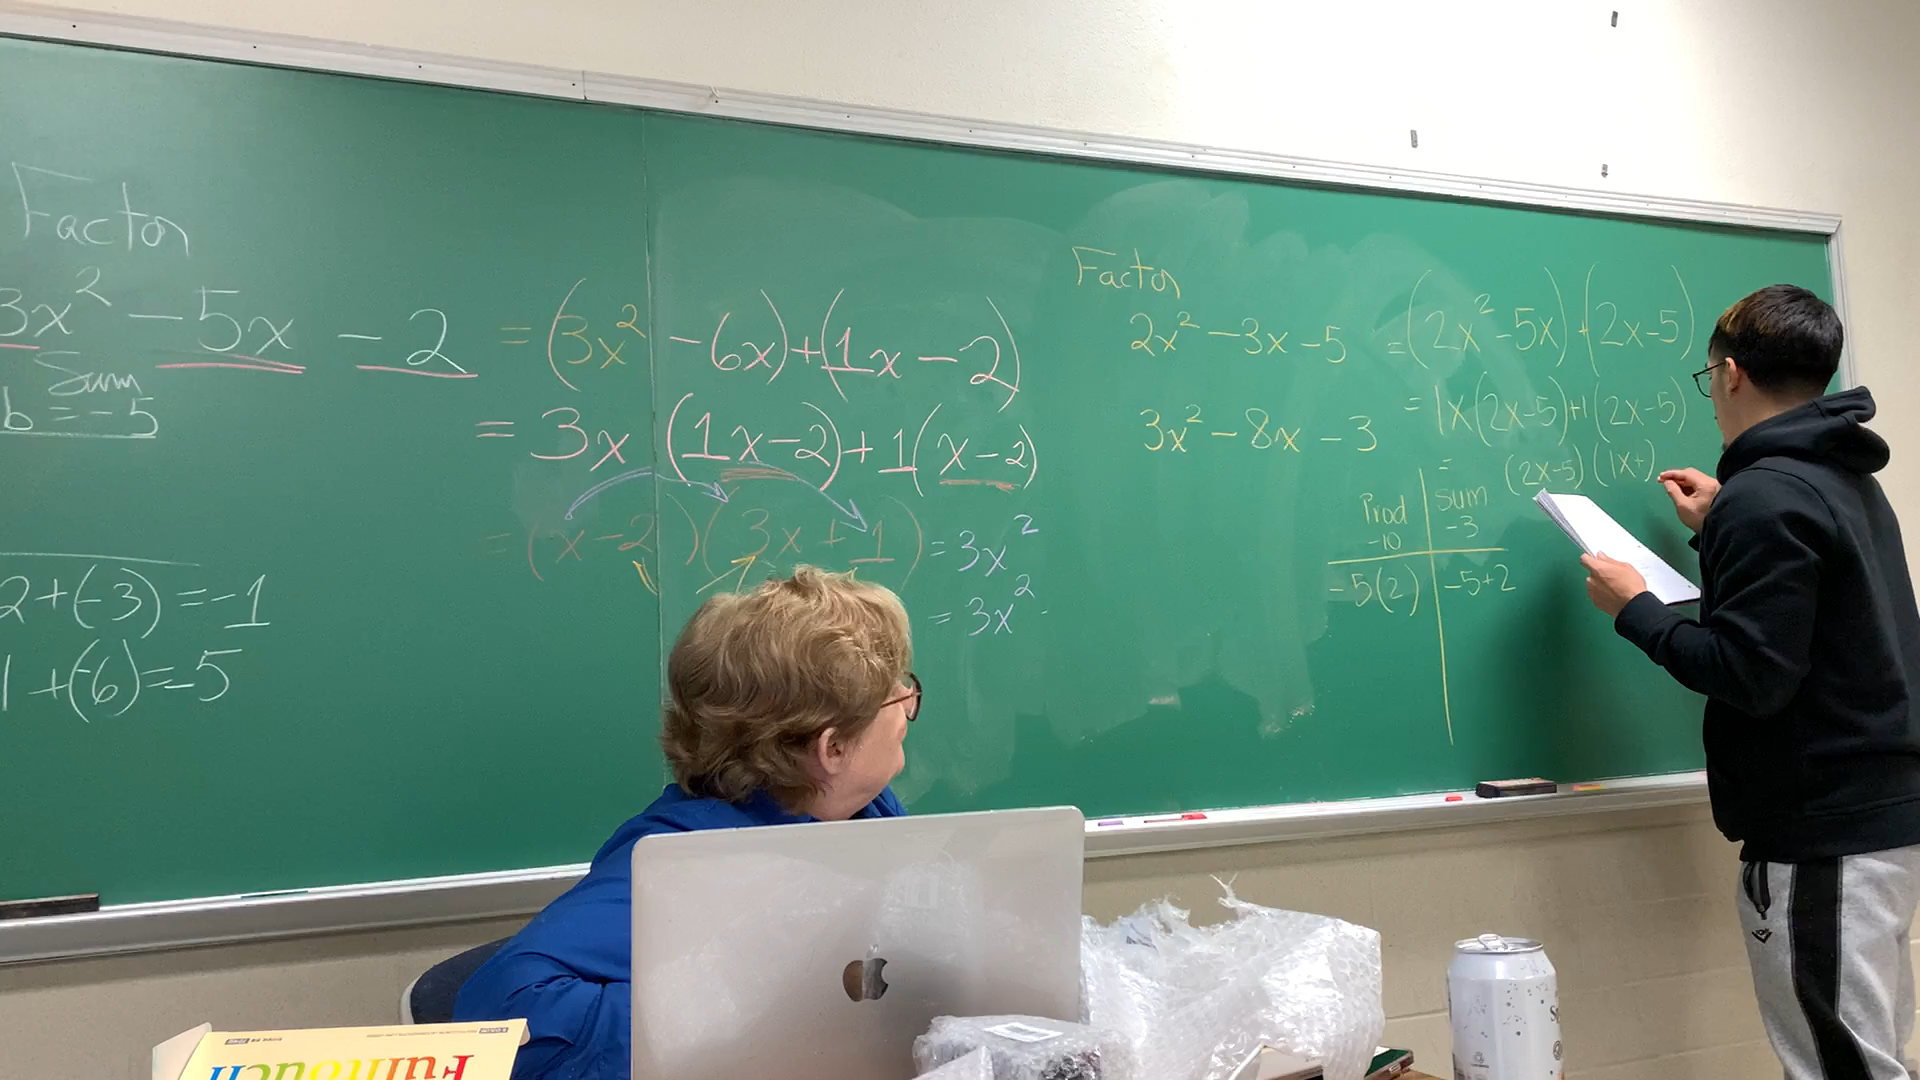 Factor
3x² - 5x - 2 = (3x² - 6x) + (1x - 2)
Sum
b = -5
= 3x (1x-2) + 1(x-2)
= (x-2)(3x + 1) = 3x²
= 3x²
2+(-3)=-1
1+(-6)=-5
Factor
2x² - 3x - 5 = (2x² - 5x) + (2x-5)
= 1x(2x-5)+1(2x-5)
= (2x-5)(1x+)
3x² - 8x - 3
Prod Sum
-10 -3
-5(2) -5+2